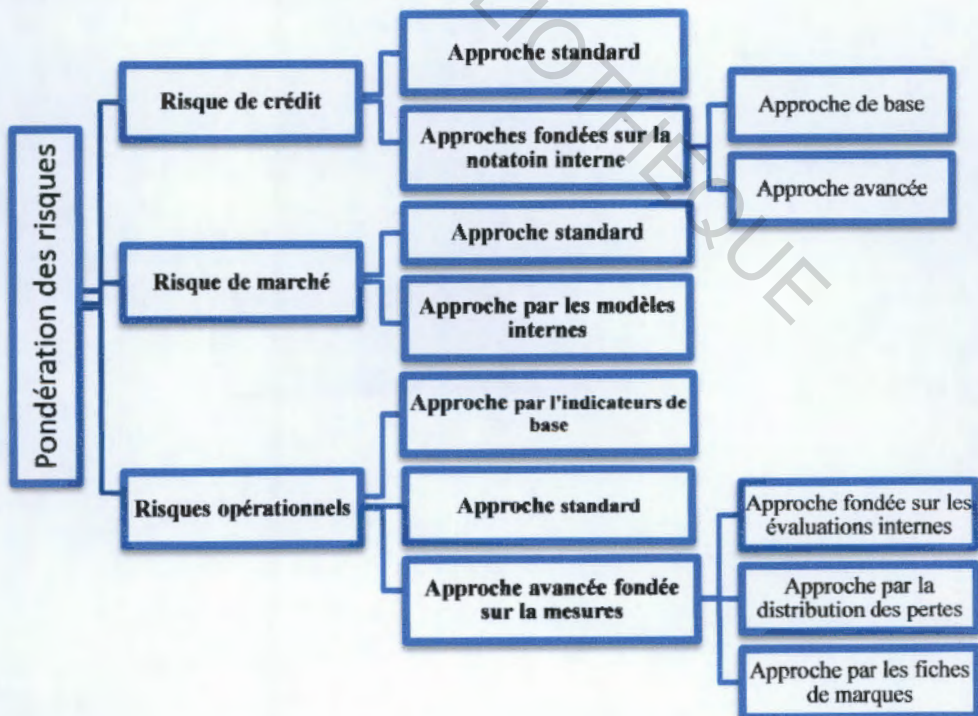 Pondération des risques
Risque de crédit
Approche standard
Approches fondées sur la
notatoin interne
Approche de base
Approche avancée
Risque de marché
Approche standard
Approche par les modèles
internes
Risques opérationnels
Approche par l'indicateurs de
base
Approche standard
Approche avancée fondée
sur la mesures
Approche fondée sur les
évaluations internes
Approche par la
distribution des pertes
Approche par les fiches
de marques
LIOTHEQUE